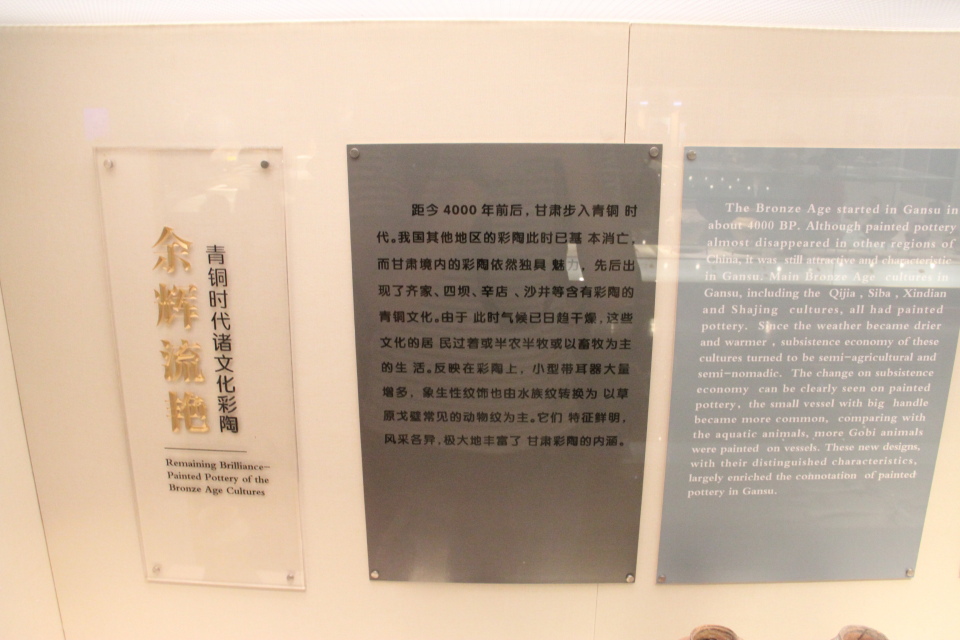 余辉流艳
青铜时代诸文化彩陶
Remaining Brilliance—
Painted Pottery of the
Bronze Age Cultures
距今 4000 年前后，甘肃步入青铜 时
代。我国其他地区的彩陶此时已基 本消亡，
而甘肃境内的彩陶依然独具 魅力，先后出
现了齐家、四坝、辛店 、沙井等含有彩陶的
青铜文化。由于 此时气候已日趋干燥，这些
文化的居 民过着或半农半牧或以畜牧为主
的生 活。反映在彩陶上，小型带耳器大量
增多，象生性纹饰也由水族纹转换为 以草
原戈壁常见的动物纹为主。它们 特征鲜明，
风采各异，极大地丰富了 甘肃彩陶的内涵。
The Bronze Age started in Gansu in
about 4000 BP. Although painted pottery
almost disappeared in other regions of
China, it was still attractive and characteristic
in Gansu. Main Bronze Age cultures in
Gansu, including the Qijia , Siba , Xindian
and Shajing cultures, all had painted
pottery. Since the weather became drier
and warmer , subsistence economy of these
cultures turned to be semi-agricultural and
semi-nomadic. The change on subsistence
economy can be clearly seen on painted
pottery, the small vessel with big handle
became more common, comparing with
the aquatic animals, more Gobi animals
were painted on vessels. These new designs,
with their distinguished characteristics,
largely enriched the connotation of painted
pottery in Gansu.